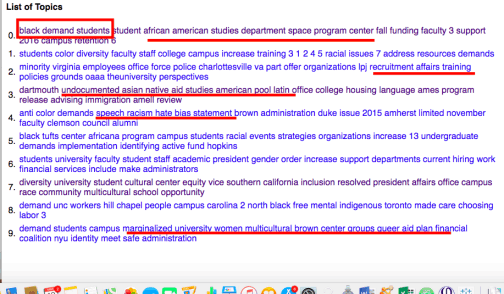 List of Topics
0. black demand students student african american studies department space program center fall funding faculty 3 support
2016 campus retention 6
1. students color diversity faculty staff college campus increase training 3 1 2 4 5 racial issues 7 address resources demands
2. minority virginia employees office force police charlottesville va part offer organizations lpj recruitment affairs training
policies grounds oaaa theuniversity perspectives
3. dartmouth undocumented asian native aid studies american pool latin office college housing language ames program
release advising immigration amell review
4. anti color demands speech racism hate bias statement brown administration duke issue 2015 amherst limited november
faculty clemson council alumni
5. black tufts center africana program campus students racial events strategies organizations increase 13 undergraduate
demands implementation identifying active fund hopkins
6. students university faculty student staff academic president gender order increase support departments current hiring work
financial services include make administrators
7. diversity university student cultural center equity vice southern california inclusion resolved president affairs office campus
race community multicultural school opportunity
8. demand unc workers hill chapel people campus carolina 2 north black free mental indigenous toronto made care choosing
labor 3
9. demand students campus marginalized university women multicultural brown center groups queer aid plan financial
coalition nyu identity meet safe administration